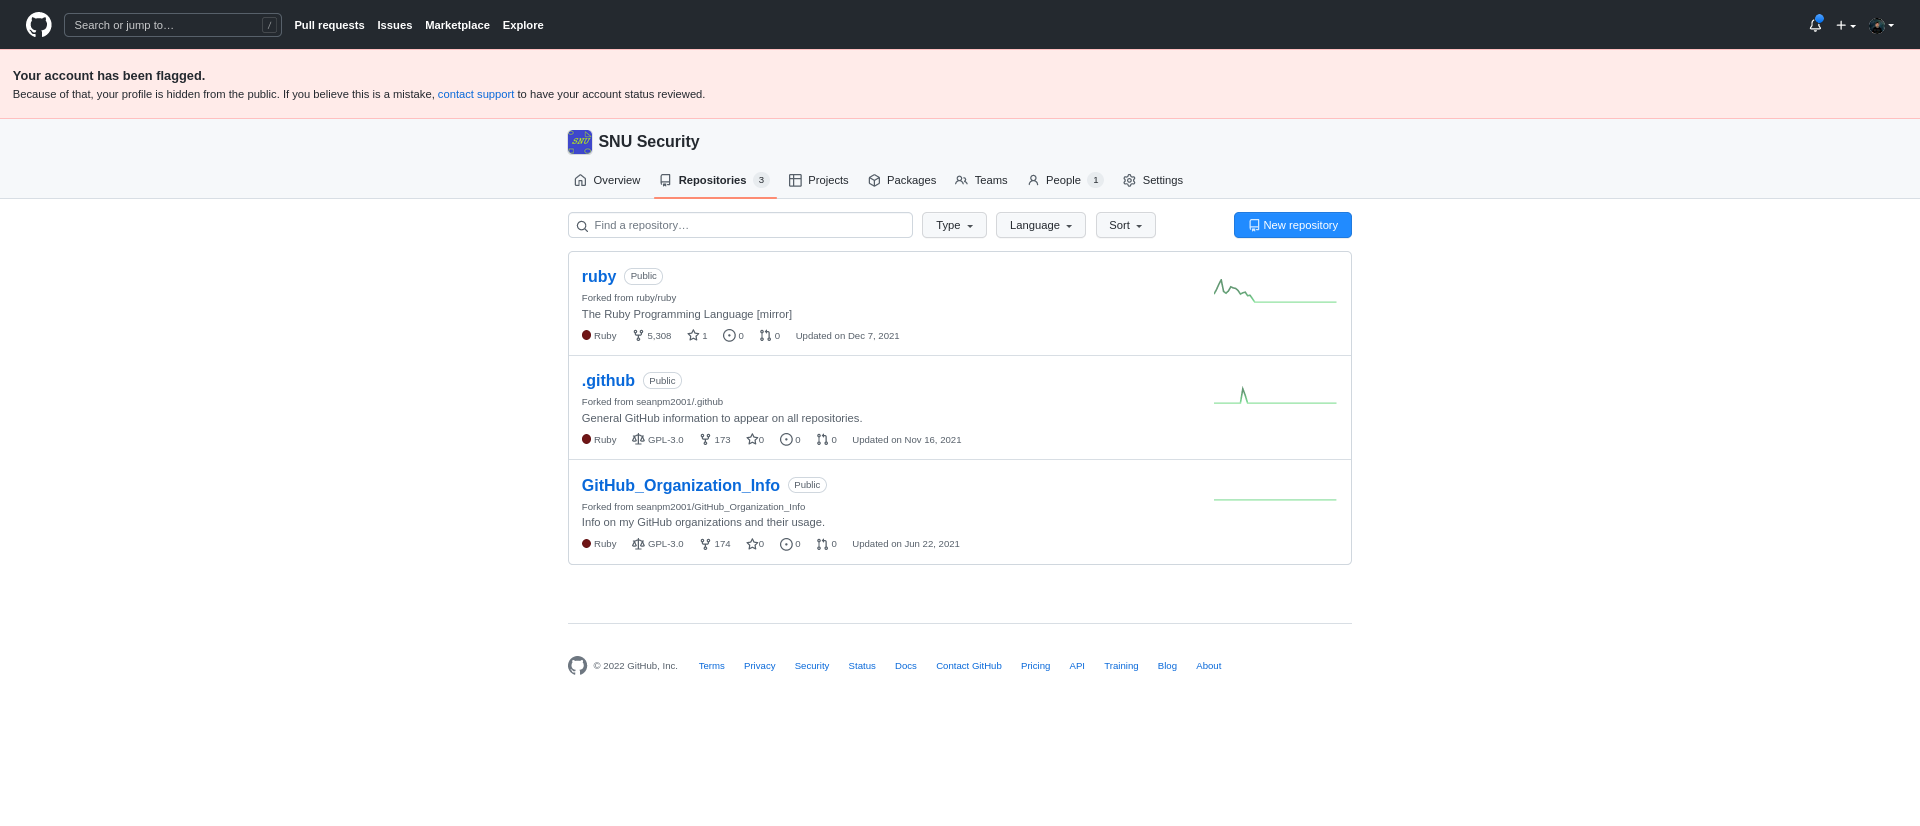 Search or jump to… /
Pull requests Issues Marketplace Explore
Your account has been flagged.
Because of that, your profile is hidden from the public. If you believe this is a mistake, contact support to have your account status reviewed.
SNU SNU Security
Overview Repositories 3 Projects Packages Teams People 1 Settings
Find a repository… Type Language Sort New repository
ruby Public
Forked from ruby/ruby
The Ruby Programming Language [mirror]
Ruby 5,308 1 0 0 Updated on Dec 7, 2021
.github Public
Forked from seanpm2001/.github
General GitHub information to appear on all repositories.
Ruby GPL-3.0 173 0 0 0 Updated on Nov 16, 2021
GitHub_Organization_Info Public
Forked from seanpm2001/GitHub_Organization_Info
Info on my GitHub organizations and their usage.
Ruby GPL-3.0 174 0 0 0 Updated on Jun 22, 2021
© 2022 GitHub, Inc. Terms Privacy Security Status Docs Contact GitHub Pricing API Training Blog About